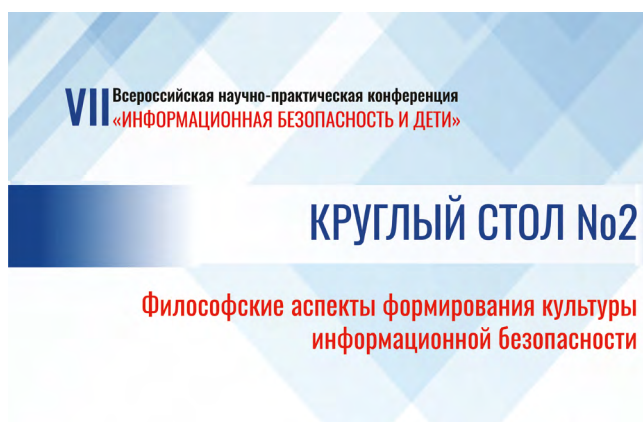 VII Всероссийская научно-практическая конференция
«ИНФОРМАЦИОННАЯ БЕЗОПАСНОСТЬ И ДЕТИ»
КРУГЛЫЙ СТОЛ No2
Философские аспекты формирования культуры
информационной безопасности